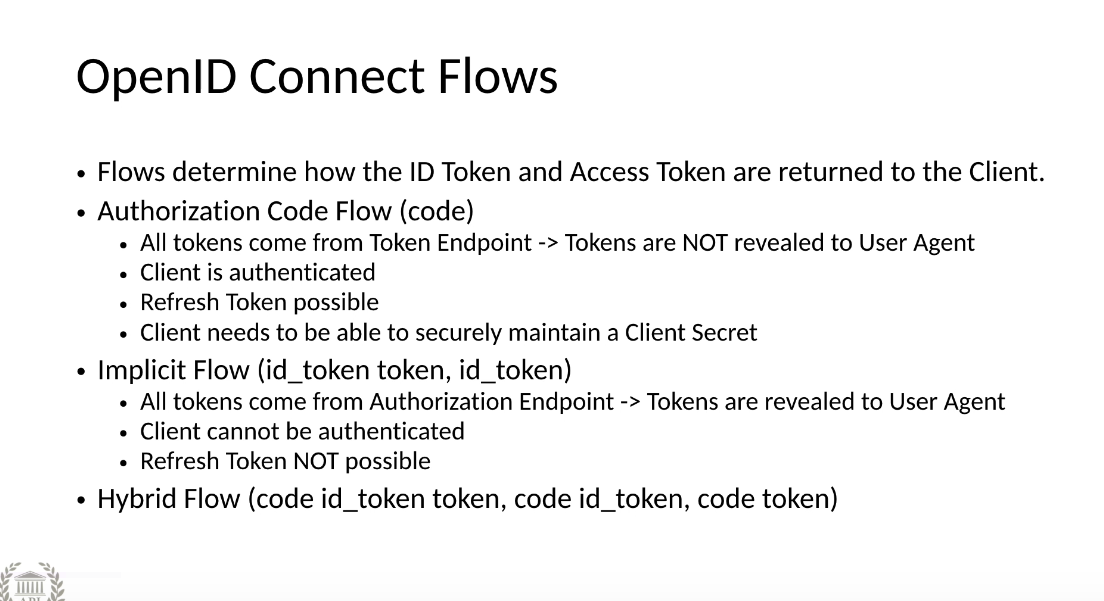 OpenID Connect Flows
• Flows determine how the ID Token and Access Token are returned to the Client.
• Authorization Code Flow (code)
• All tokens come from Token Endpoint -> Tokens are NOT revealed to User Agent
• Client is authenticated
• Refresh Token possible
• Client needs to be able to securely maintain a Client Secret
• Implicit Flow (id_token token, id_token)
• All tokens come from Authorization Endpoint -> Tokens are revealed to User Agent
• Client cannot be authenticated
• Refresh Token NOT possible
• Hybrid Flow (code id_token token, code id_token, code token)